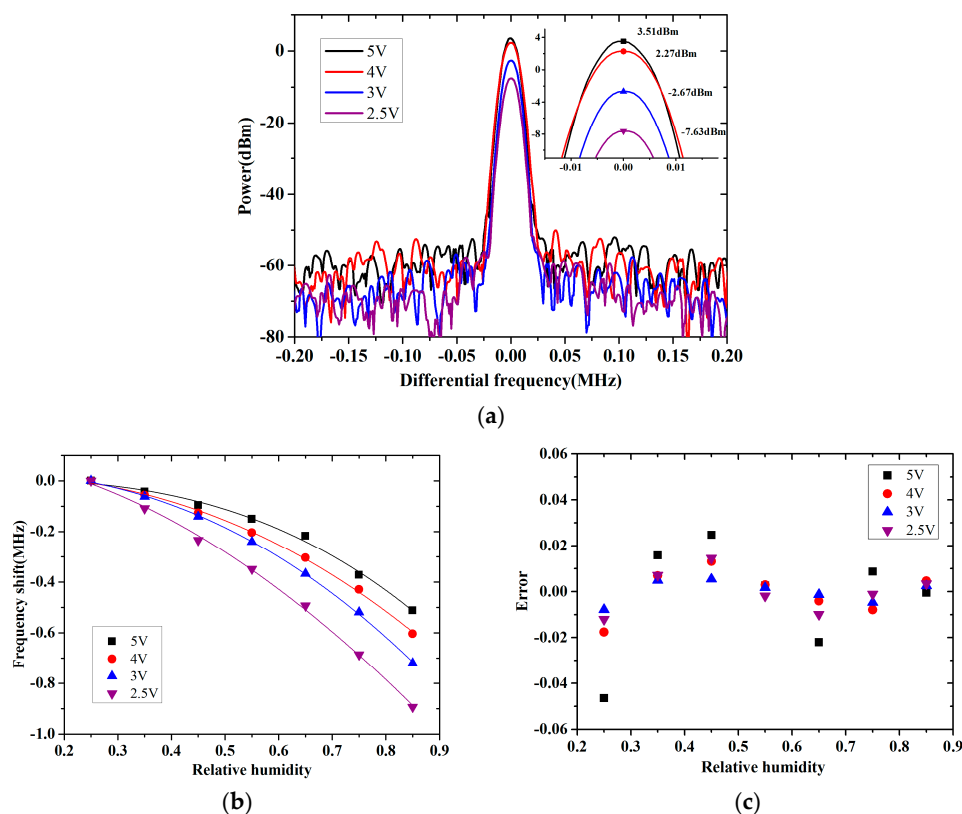 5V
4V
3V
2.5V
3.51dBm
2.27dBm
-2.67dBm
-7.63dBm
4
0
-4
-8
-0.01 0.00 0.01
0
-20
-40
-60
-80
Power(dBm)
-0.20 -0.15 -0.10 -0.05 0.00 0.05 0.10 0.15 0.20
Differential frequency(MHz)
(a)
0.0
-0.2
-0.4
-0.6
-0.8
-1.0
Frequency shift(MHz)
5V
4V
3V
2.5V
0.2 0.3 0.4 0.5 0.6 0.7 0.8 0.9
Relative humidity
(b)
0.06
0.04
0.02
0.00
-0.02
-0.04
-0.06
Error
5V
4V
3V
2.5V
0.2 0.3 0.4 0.5 0.6 0.7 0.8 0.9
Relative humidity
(c)